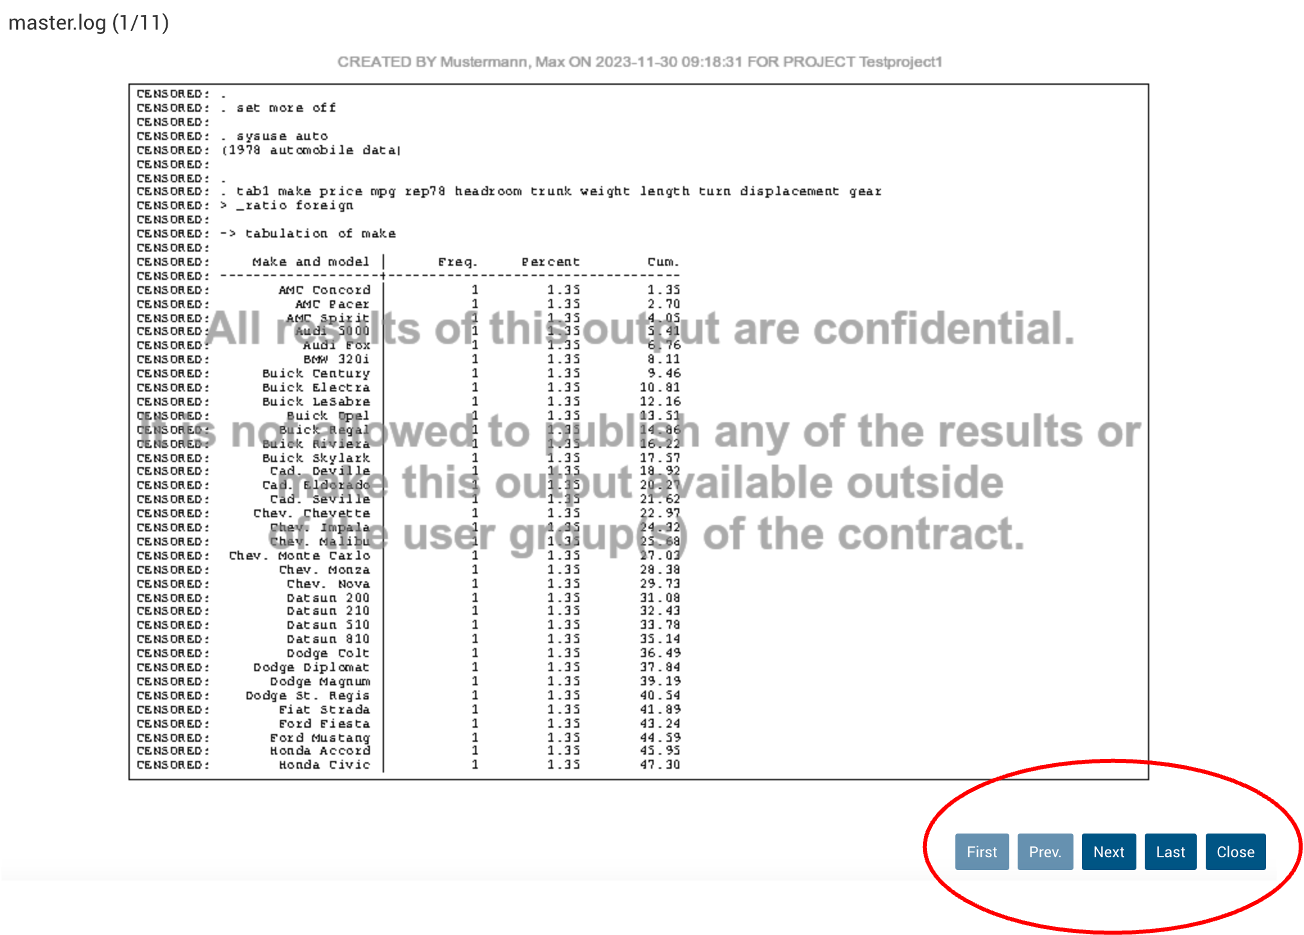 master.log (1/11)
CREATED BY Mustermann, Max ON 2023-11-30 09:18:31 FOR PROJECT Testproject1
CENSORED: .
CENSORED: . set more off
CENSORED:
CENSORED: . sysuse auto
CENSORED: (1978 automobile data)
CENSORED:
CENSORED: .
CENSORED: . tab1 make price mpg rep78 headroom trunk weight length turn displacement gear
CENSORED: > _ratio foreign
CENSORED:
CENSORED: -> tabulation of make
CENSORED:
CENSORED: Make and model | Freq. Percent Cum.
CENSORED: ------------------+-----------------------------------
CENSORED: AMC Concord | 1 1.35 1.35
CENSORED: AMC Pacer | 1 1.35 2.70
CENSORED: AMC Spirit | 1 1.35 4.05
CENSORED: Audi 5000 | 1 1.35 5.41
CENSORED: Audi Fox | 1 1.35 6.76
CENSORED: BMW 320i | 1 1.35 8.11
CENSORED: Buick Century | 1 1.35 9.46
CENSORED: Buick Electra | 1 1.35 10.81
CENSORED: Buick LeSabre | 1 1.35 12.16
CENSORED: Buick Opel | 1 1.35 13.51
CENSORED: Buick Regal | 1 1.35 14.86
CENSORED: Buick Riviera | 1 1.35 16.22
CENSORED: Buick Skylark | 1 1.35 17.57
CENSORED: Cad. Deville | 1 1.35 18.92
CENSORED: Cad. Eldorado | 1 1.35 20.27
CENSORED: Cad. Seville | 1 1.35 21.62
CENSORED: Chev. Chevette | 1 1.35 22.97
CENSORED: Chev. Impala | 1 1.35 24.32
CENSORED: Chev. Malibu | 1 1.35 25.68
CENSORED: Chev. Monte Carlo | 1 1.35 27.03
CENSORED: Chev. Monza | 1 1.35 28.38
CENSORED: Chev. Nova | 1 1.35 29.73
CENSORED: Datsun 200 | 1 1.35 31.08
CENSORED: Datsun 210 | 1 1.35 32.43
CENSORED: Datsun 510 | 1 1.35 33.78
CENSORED: Datsun 810 | 1 1.35 35.14
CENSORED: Dodge Colt | 1 1.35 36.49
CENSORED: Dodge Diplomat | 1 1.35 37.84
CENSORED: Dodge Magnum | 1 1.35 39.19
CENSORED: Dodge St. Regis | 1 1.35 40.54
CENSORED: Fiat Strada | 1 1.35 41.89
CENSORED: Ford Fiesta | 1 1.35 43.24
CENSORED: Ford Mustang | 1 1.35 44.59
CENSORED: Honda Accord | 1 1.35 45.95
CENSORED: Honda Civic | 1 1.35 47.30
All results of this output are confidential.
It is not allowed to publish any of the results or
make this output available outside
of the user group(s) of the contract.
First Prev. Next Last Close